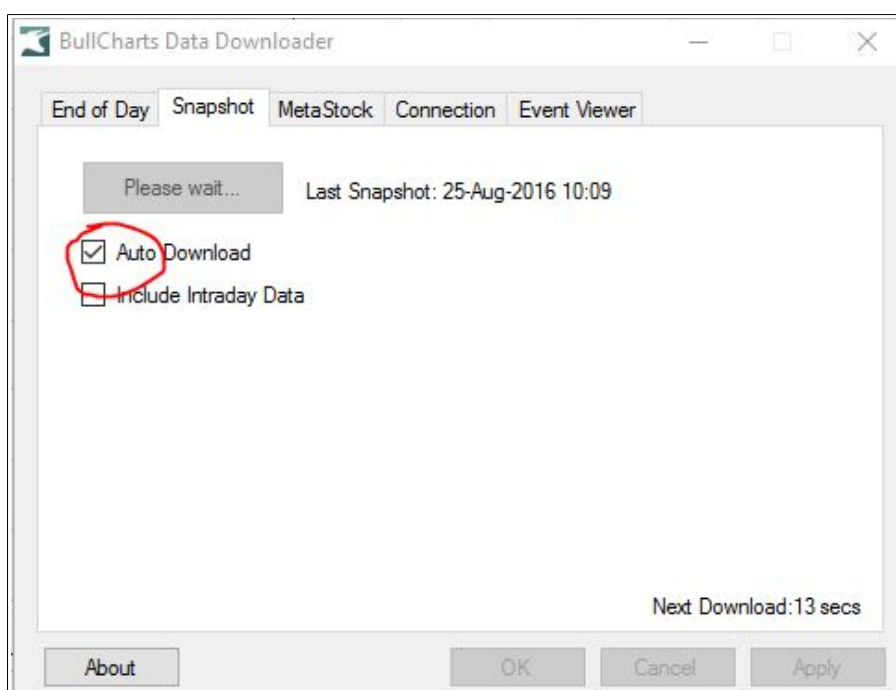 BullCharts Data Downloader
End of Day Snapshot MetaStock Connection Event Viewer
Please wait... Last Snapshot: 25-Aug-2016 10:09
Auto Download
Include Intraday Data
Next Download:13 secs
About OK Cancel Apply